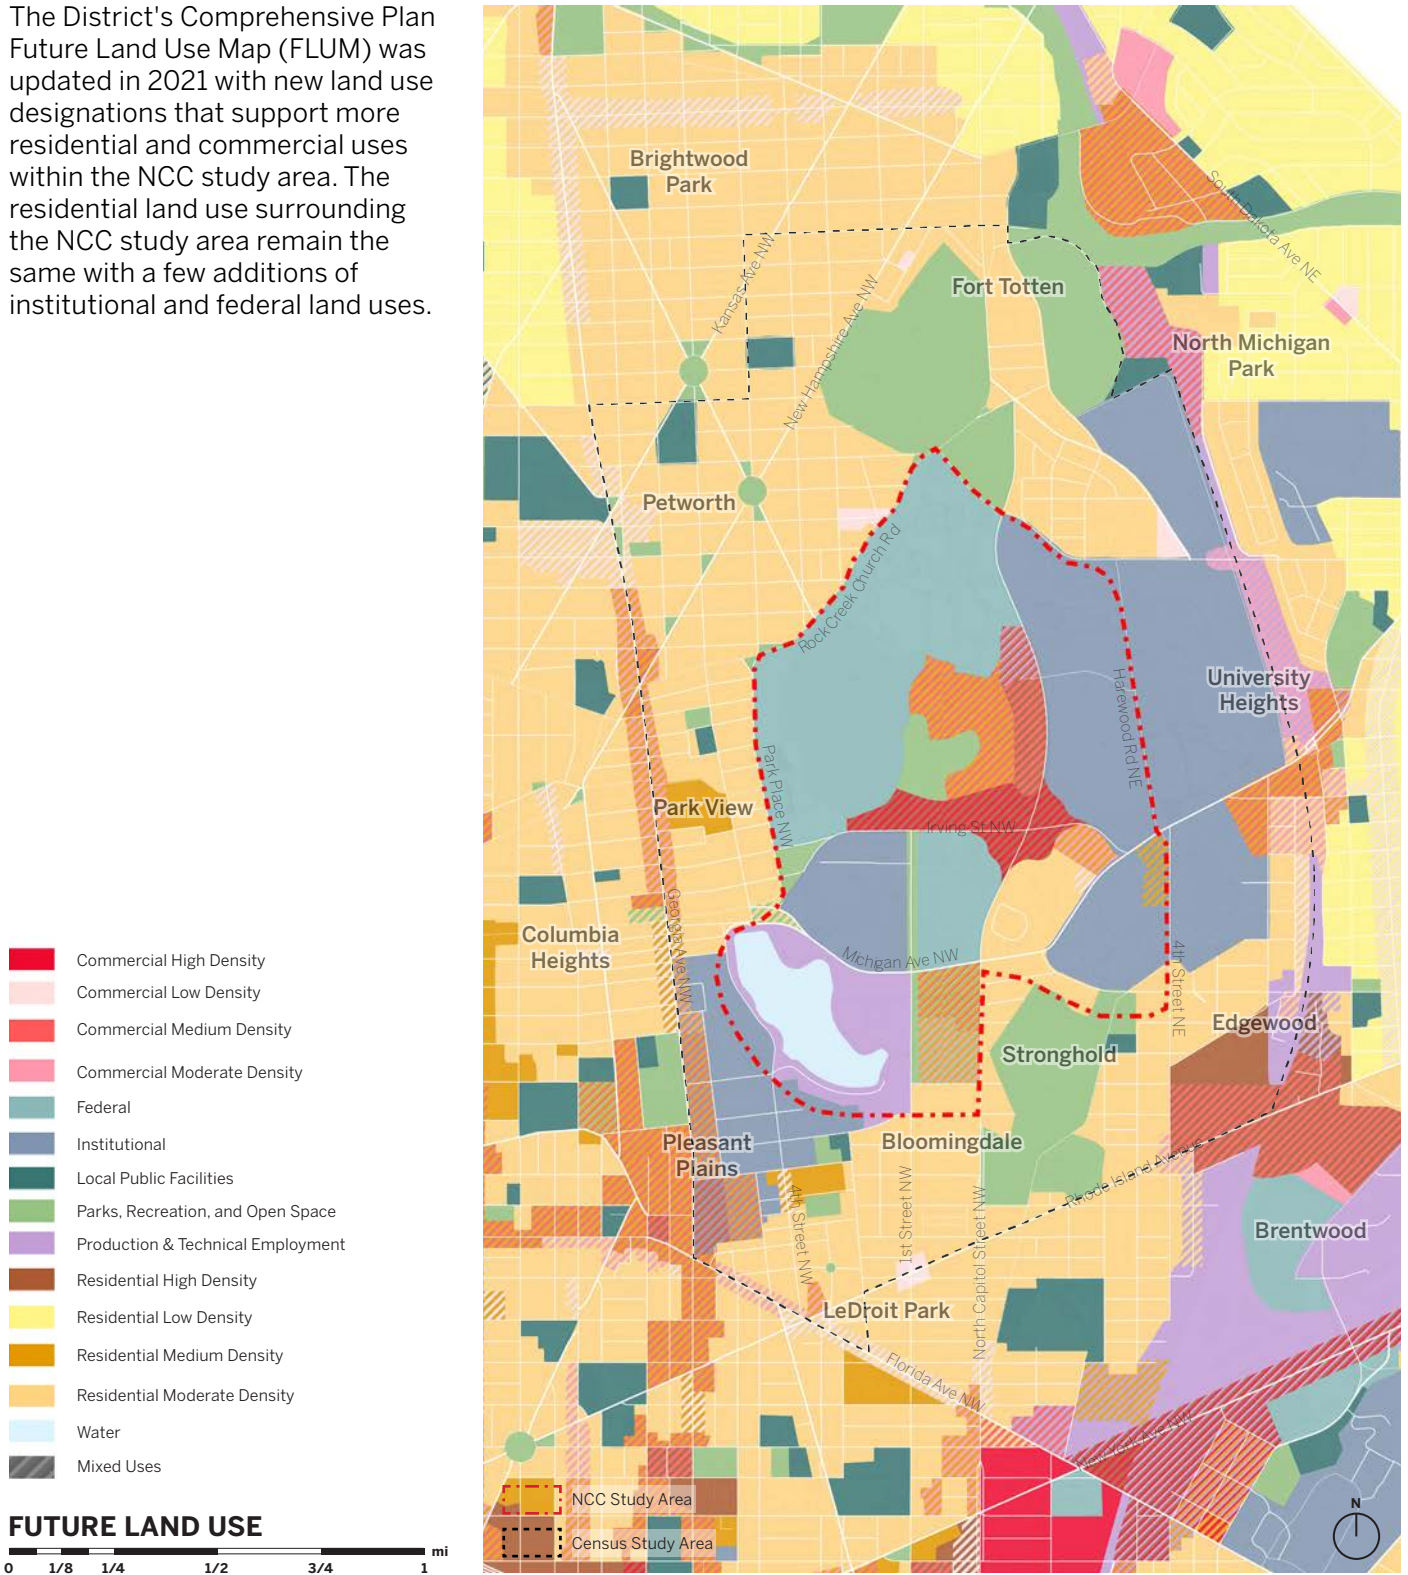 The District's Comprehensive Plan
Future Land Use Map (FLUM) was
updated in 2021 with new land use
designations that support more
residential and commercial uses
within the NCC study area. The
residential land use surrounding
the NCC study area remain the
same with a few additions of
institutional and federal land uses.
Brightwood
Park
South Dakota Ave NE
Kansas Ave NW
Fort Totten
New Hampshire Ave NW
North Michigan
Park
Petworth
Rock Creek Church Rd
University
Heights
Harewood Rd NE
Park Place NW
Park View
Irving St NW
Georgia Ave NW
Columbia
Heights
Michigan Ave NW
4th Street NE
Edgewood
Stronghold
Pleasant
Plains
Bloomingdale
Rhode Island Avenue
4th Street NW
1st Street NW
North Capitol Street NW
Brentwood
LeDroit Park
Florida Ave NW
New York Ave NW
Commercial High Density
Commercial Low Density
Commercial Medium Density
Commercial Moderate Density
Federal
Institutional
Local Public Facilities
Parks, Recreation, and Open Space
Production & Technical Employment
Residential High Density
Residential Low Density
Residential Medium Density
Residential Moderate Density
Water
Mixed Uses
NCC Study Area
Census Study Area
N
FUTURE LAND USE
mi
0 1/8 1/4 1/2 3/4 1